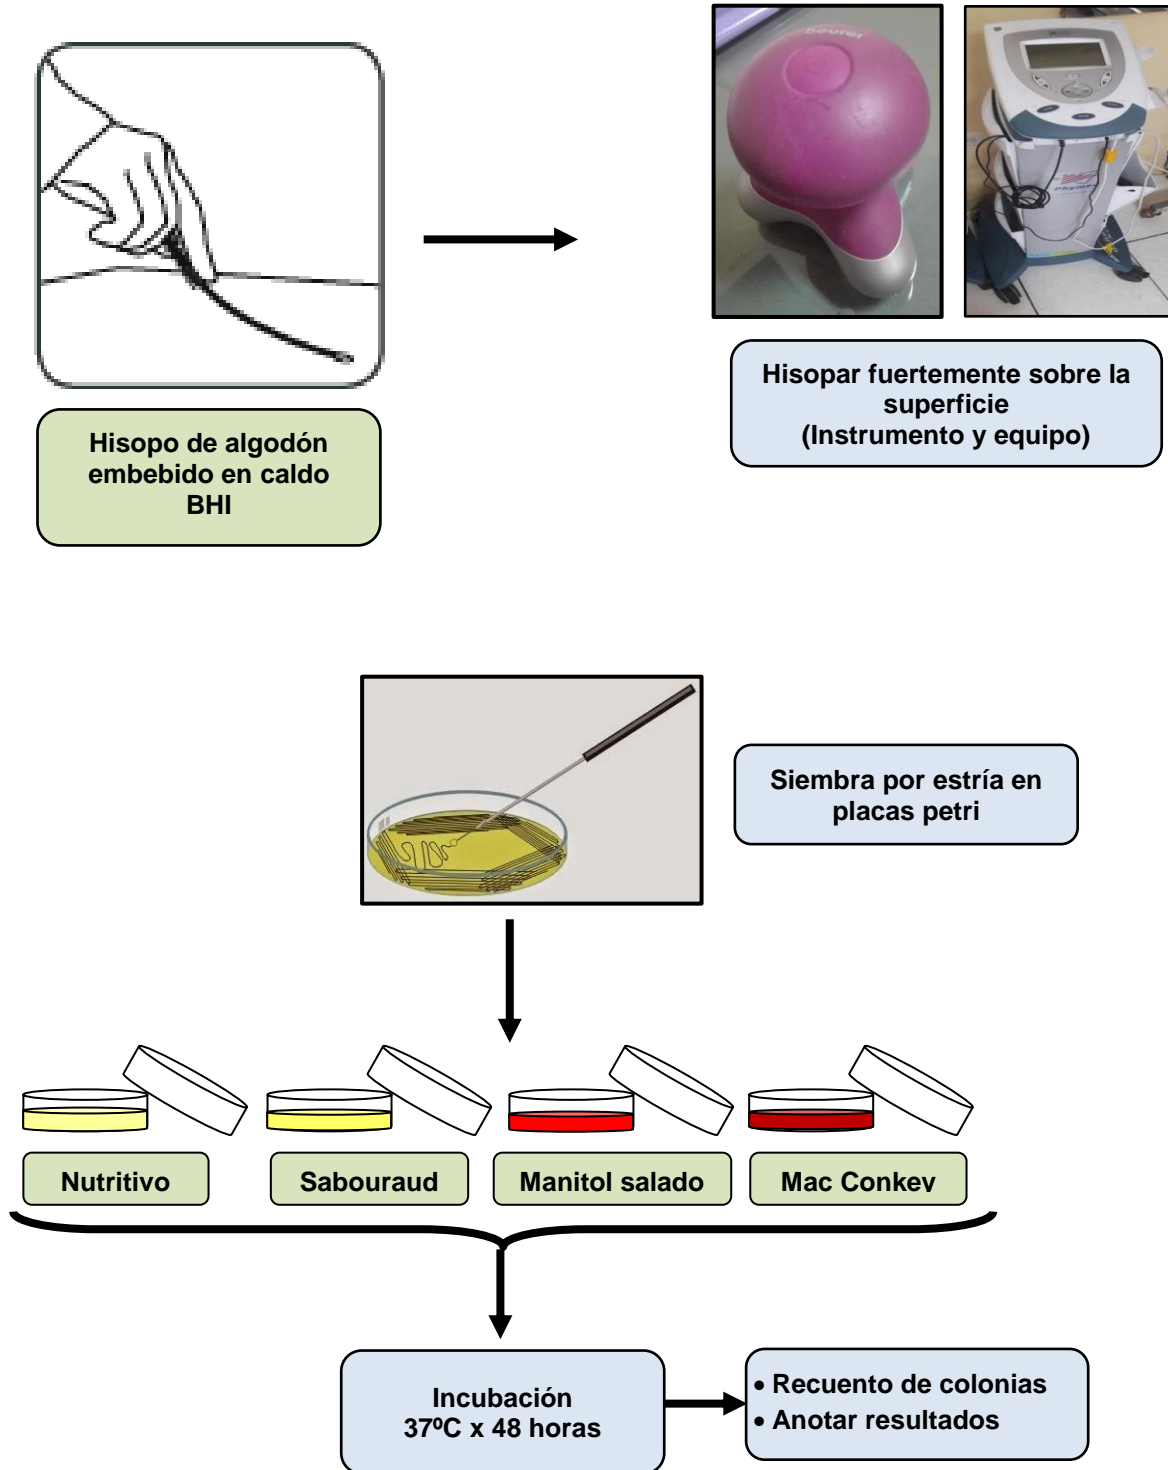 beurer
Hisopo de algodón
embebido en caldo
BHI
Hisopar fuertemente sobre la
superficie
(Instrumento y equipo)
Siembra por estría en
placas petri
Nutritivo
Sabouraud
Manitol salado
Mac Conkey
Incubación
37ºC x 48 horas
• Recuento de colonias
• Anotar resultados